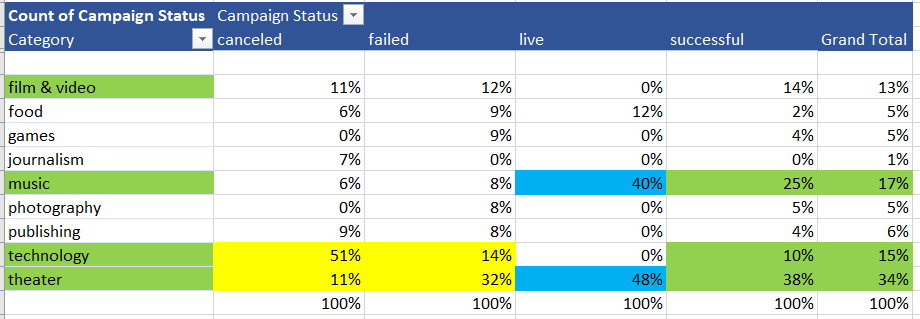 Count of Campaign Status Campaign Status
Category canceled failed live successful Grand Total
film & video 11% 12% 0% 14% 13%
food 6% 9% 12% 2% 5%
games 0% 9% 0% 4% 5%
journalism 7% 0% 0% 0% 1%
music 6% 8% 40% 25% 17%
photography 0% 8% 0% 5% 5%
publishing 9% 8% 0% 4% 6%
technology 51% 14% 0% 10% 15%
theater 11% 32% 48% 38% 34%
100% 100% 100% 100% 100%